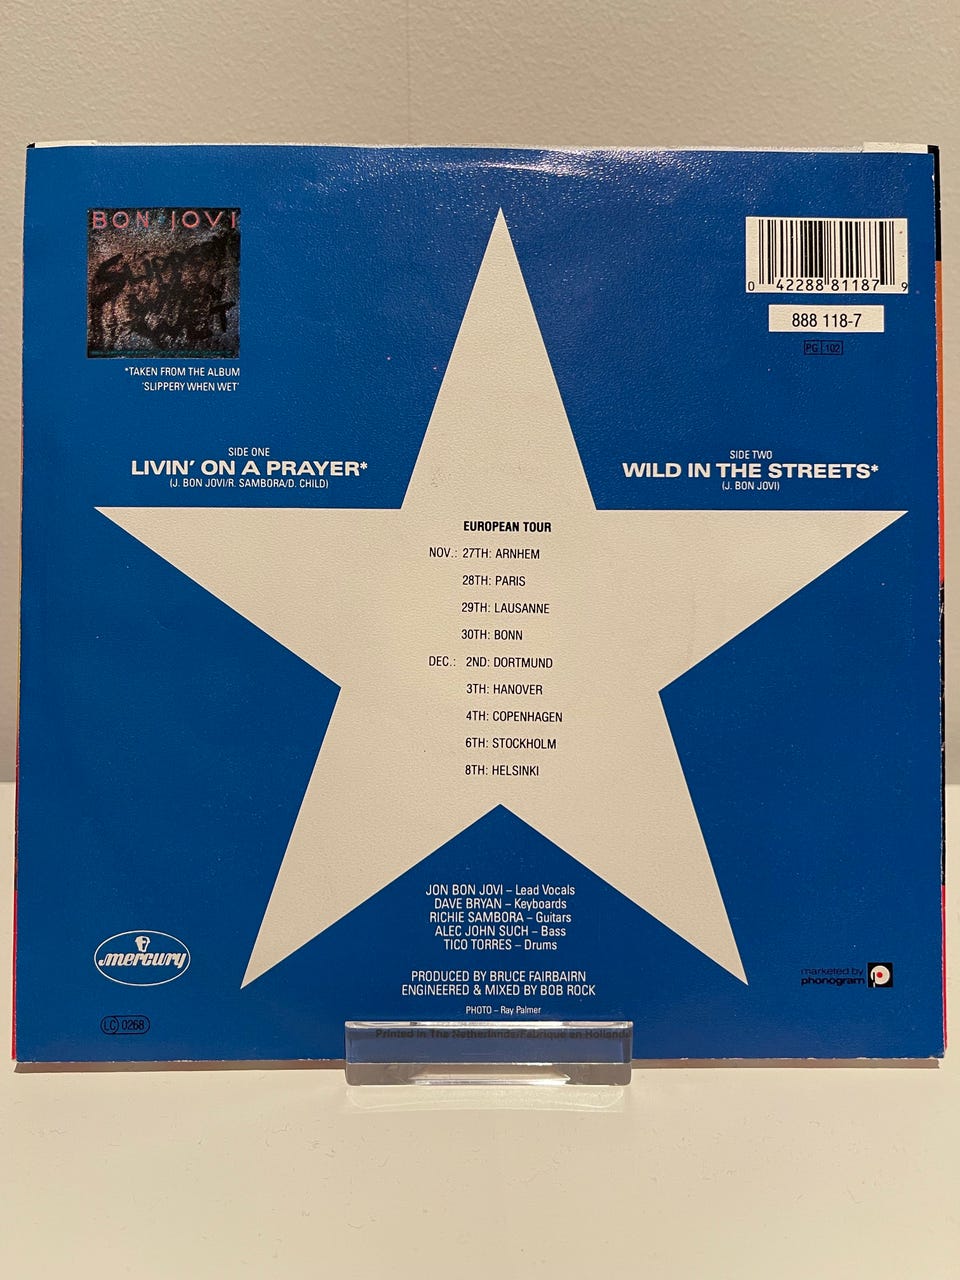 BON JOVI
SLIPPERY
WHEN
WET
*TAKEN FROM THE ALBUM
'SLIPPERY WHEN WET'
0 42288 81187 9
888 118-7
PG 102
SIDE ONE
LIVIN' ON A PRAYER*
(J. BON JOVI/R. SAMBORA/D. CHILD)
SIDE TWO
WILD IN THE STREETS*
(J. BON JOVI)
EUROPEAN TOUR
NOV.: 27TH: ARNHEM
28TH: PARIS
29TH: LAUSANNE
30TH: BONN
DEC.: 2ND: DORTMUND
3TH: HANOVER
4TH: COPENHAGEN
6TH: STOCKHOLM
8TH: HELSINKI
JON BON JOVI – Lead Vocals
DAVE BRYAN – Keyboards
RICHIE SAMBORA – Guitars
ALEC JOHN SUCH – Bass
TICO TORRES – Drums
PRODUCED BY BRUCE FAIRBAIRN
ENGINEERED & MIXED BY BOB ROCK
PHOTO – Ray Palmer
Printed in The Netherlands/Fabriqué en Hollande
mercury
LC 0268
marketed by
phonogram